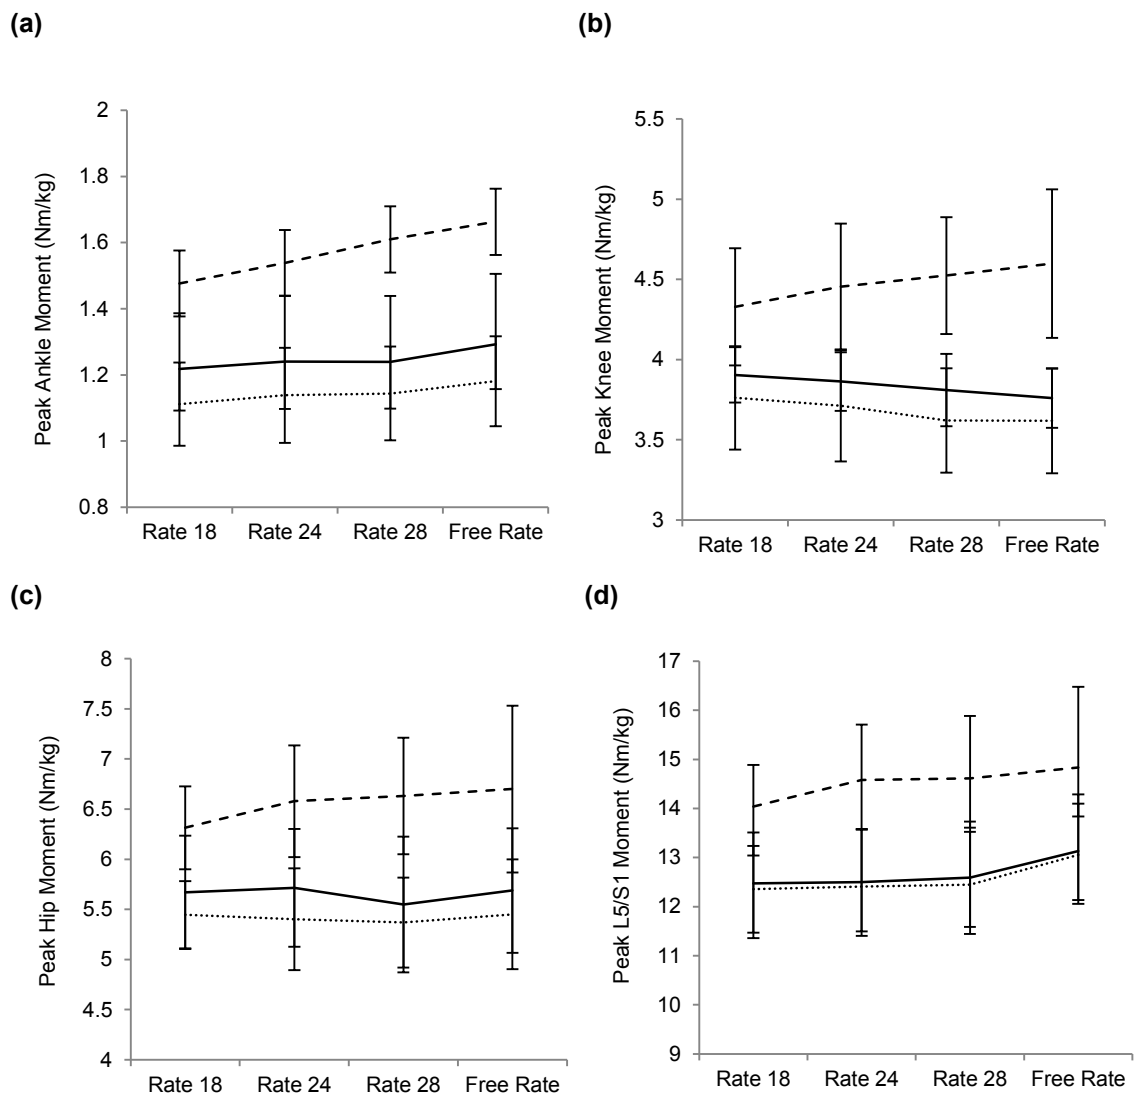 (a)
Peak Ankle Moment (Nm/kg)
2
1.8
1.6
1.4
1.2
1
0.8
Rate 18 Rate 24 Rate 28 Free Rate
(b)
Peak Knee Moment (Nm/kg)
5.5
5
4.5
4
3.5
3
Rate 18 Rate 24 Rate 28 Free Rate
(c)
Peak Hip Moment (Nm/kg)
8
7.5
7
6.5
6
5.5
5
4.5
4
Rate 18 Rate 24 Rate 28 Free Rate
(d)
Peak L5/S1 Moment (Nm/kg)
17
16
15
14
13
12
11
10
9
Rate 18 Rate 24 Rate 28 Free Rate